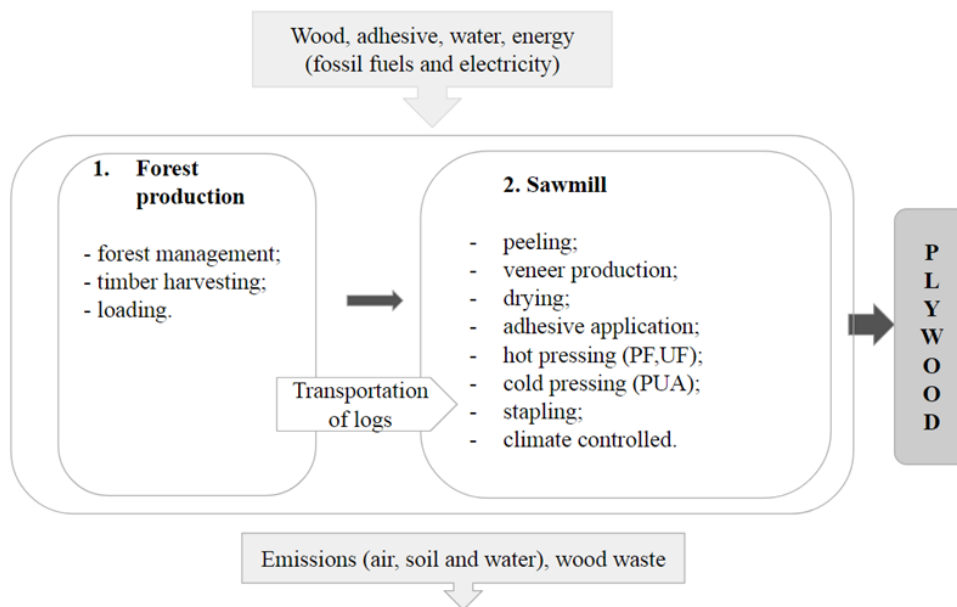 Wood, adhesive, water, energy
(fossil fuels and electricity)
1. Forest
production
- forest management;
- timber harvesting;
- loading.
Transportation
of logs
2. Sawmill
- peeling;
- veneer production;
- drying;
- adhesive application;
- hot pressing (PF,UF);
- cold pressing (PUA);
- stapling;
- climate controlled.
P
L
Y
W
O
O
D
Emissions (air, soil and water), wood waste